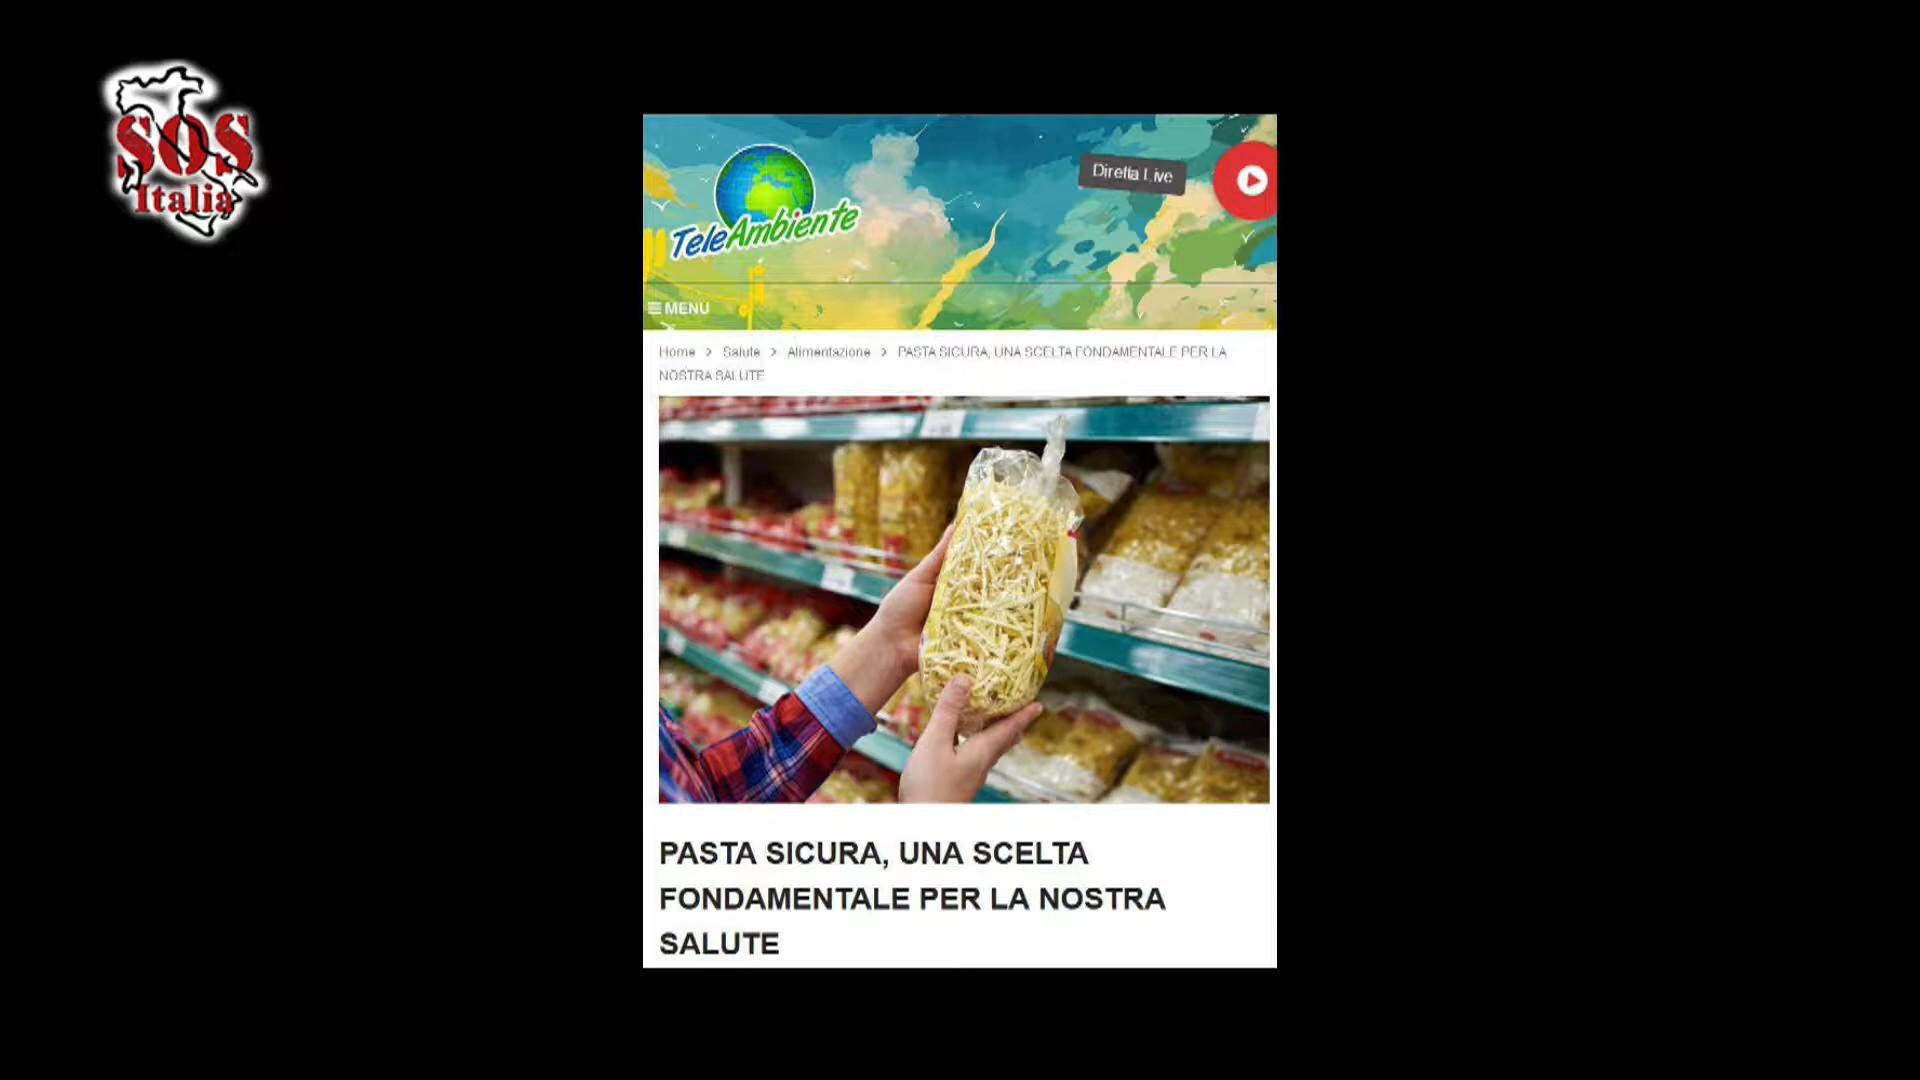 SOS
Italia
TeleAmbiente
Diretta Live
MENU
Home > Salute > Alimentazione > PASTA SICURA, UNA SCELTA FONDAMENTALE PER LA
NOSTRA SALUTE
PASTA SICURA, UNA SCELTA
FONDAMENTALE PER LA NOSTRA
SALUTE